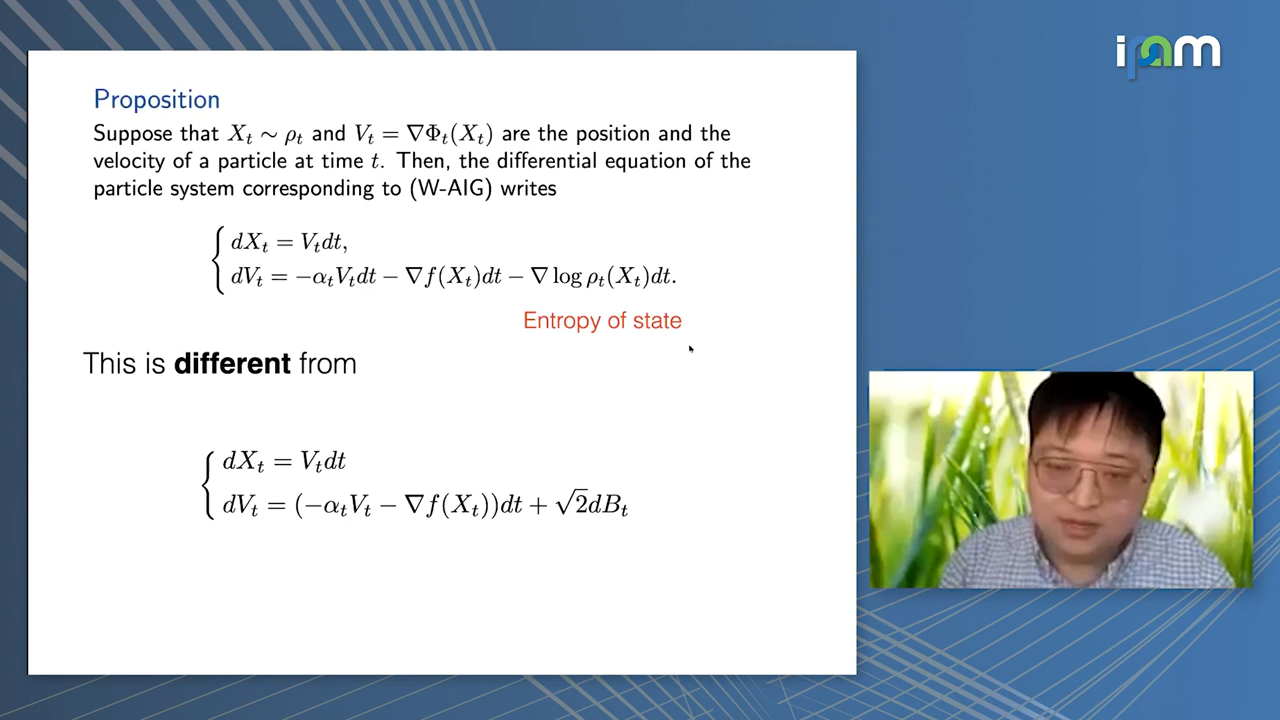 ipam
Proposition
Suppose that X_t ∼ ρ_t and V_t = ∇Φ_t(X_t) are the position and the
velocity of a particle at time t. Then, the differential equation of the
particle system corresponding to (W-AIG) writes
dX_t = V_t dt,
dV_t = −α_t V_t dt − ∇f(X_t)dt − ∇ log ρ_t(X_t)dt.
Entropy of state
This is different from
dX_t = V_t dt
dV_t = (−α_t V_t − ∇f(X_t))dt + √2dB_t